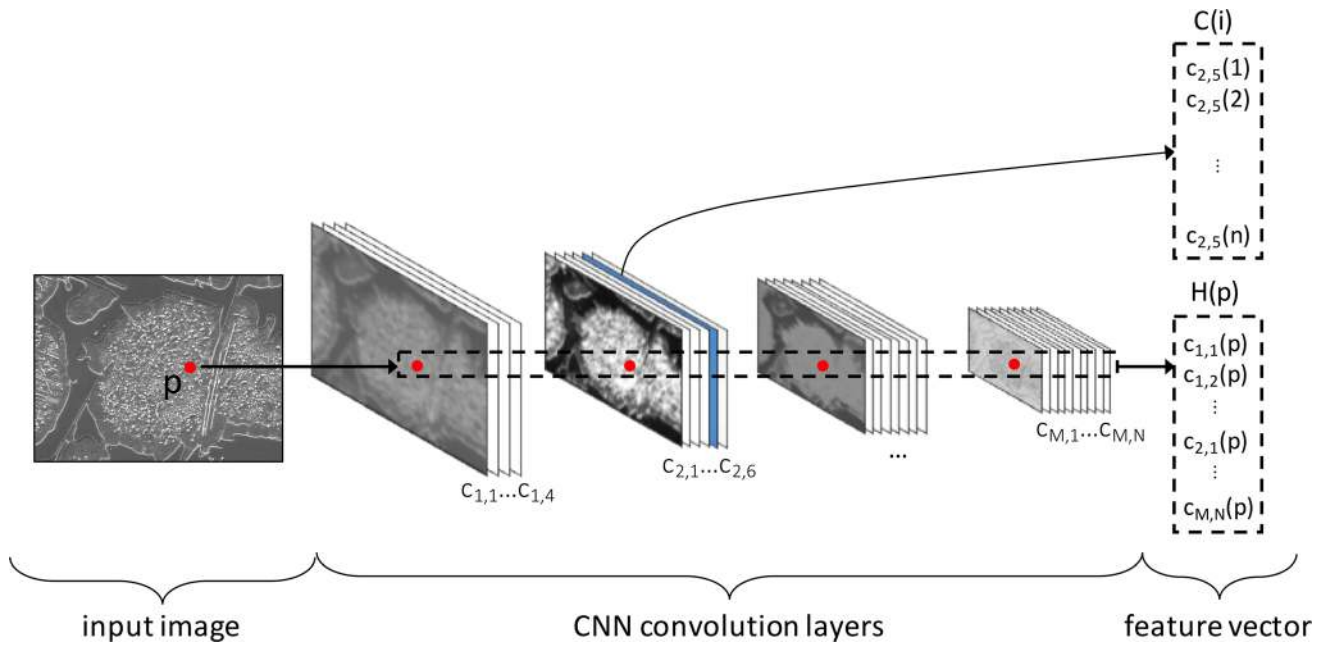 C(i)
c2,5(1)
c2,5(2)
⋮
c2,5(n)
p
H(p)
c1,1(p)
c1,2(p)
⋮
c2,1(p)
⋮
cM,N(p)
c1,1...c1,4
c2,1...c2,6
...
cM,1...cM,N
input image
CNN convolution layers
feature vector